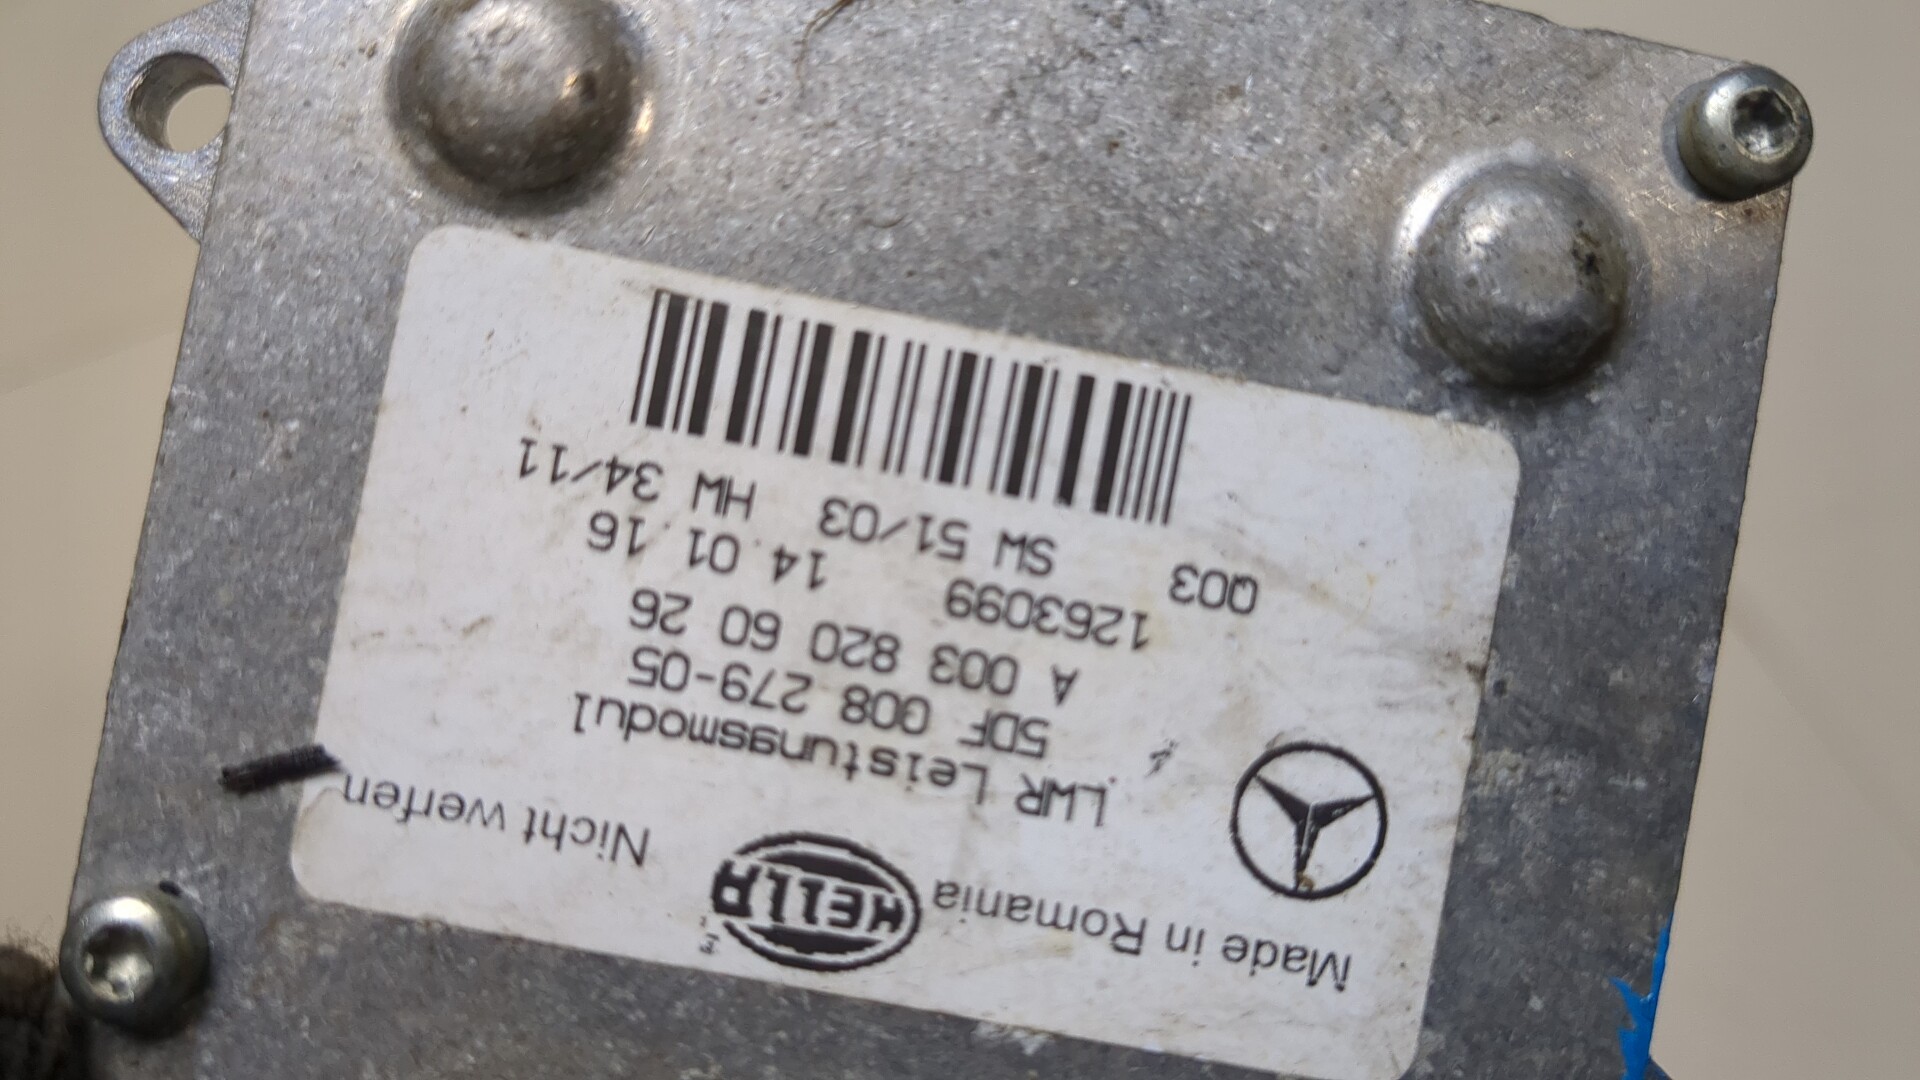 Made in Romania HELLA Nicht werfen
LWR Leistungsmodul
5DF 008 279-05
A 003 820 60 26
1263099 14 01 16
Q03 SW 51/03 HW 34/11